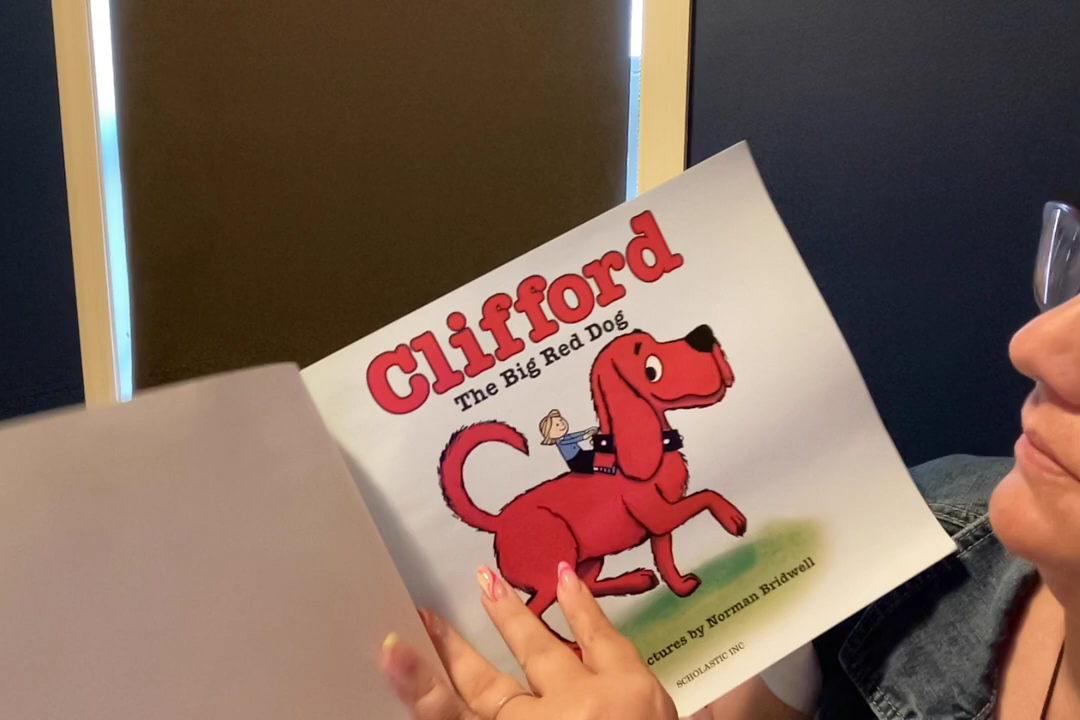 Clifford
The Big Red Dog
ctures by Norman Bridwell
SCHOLASTIC INC